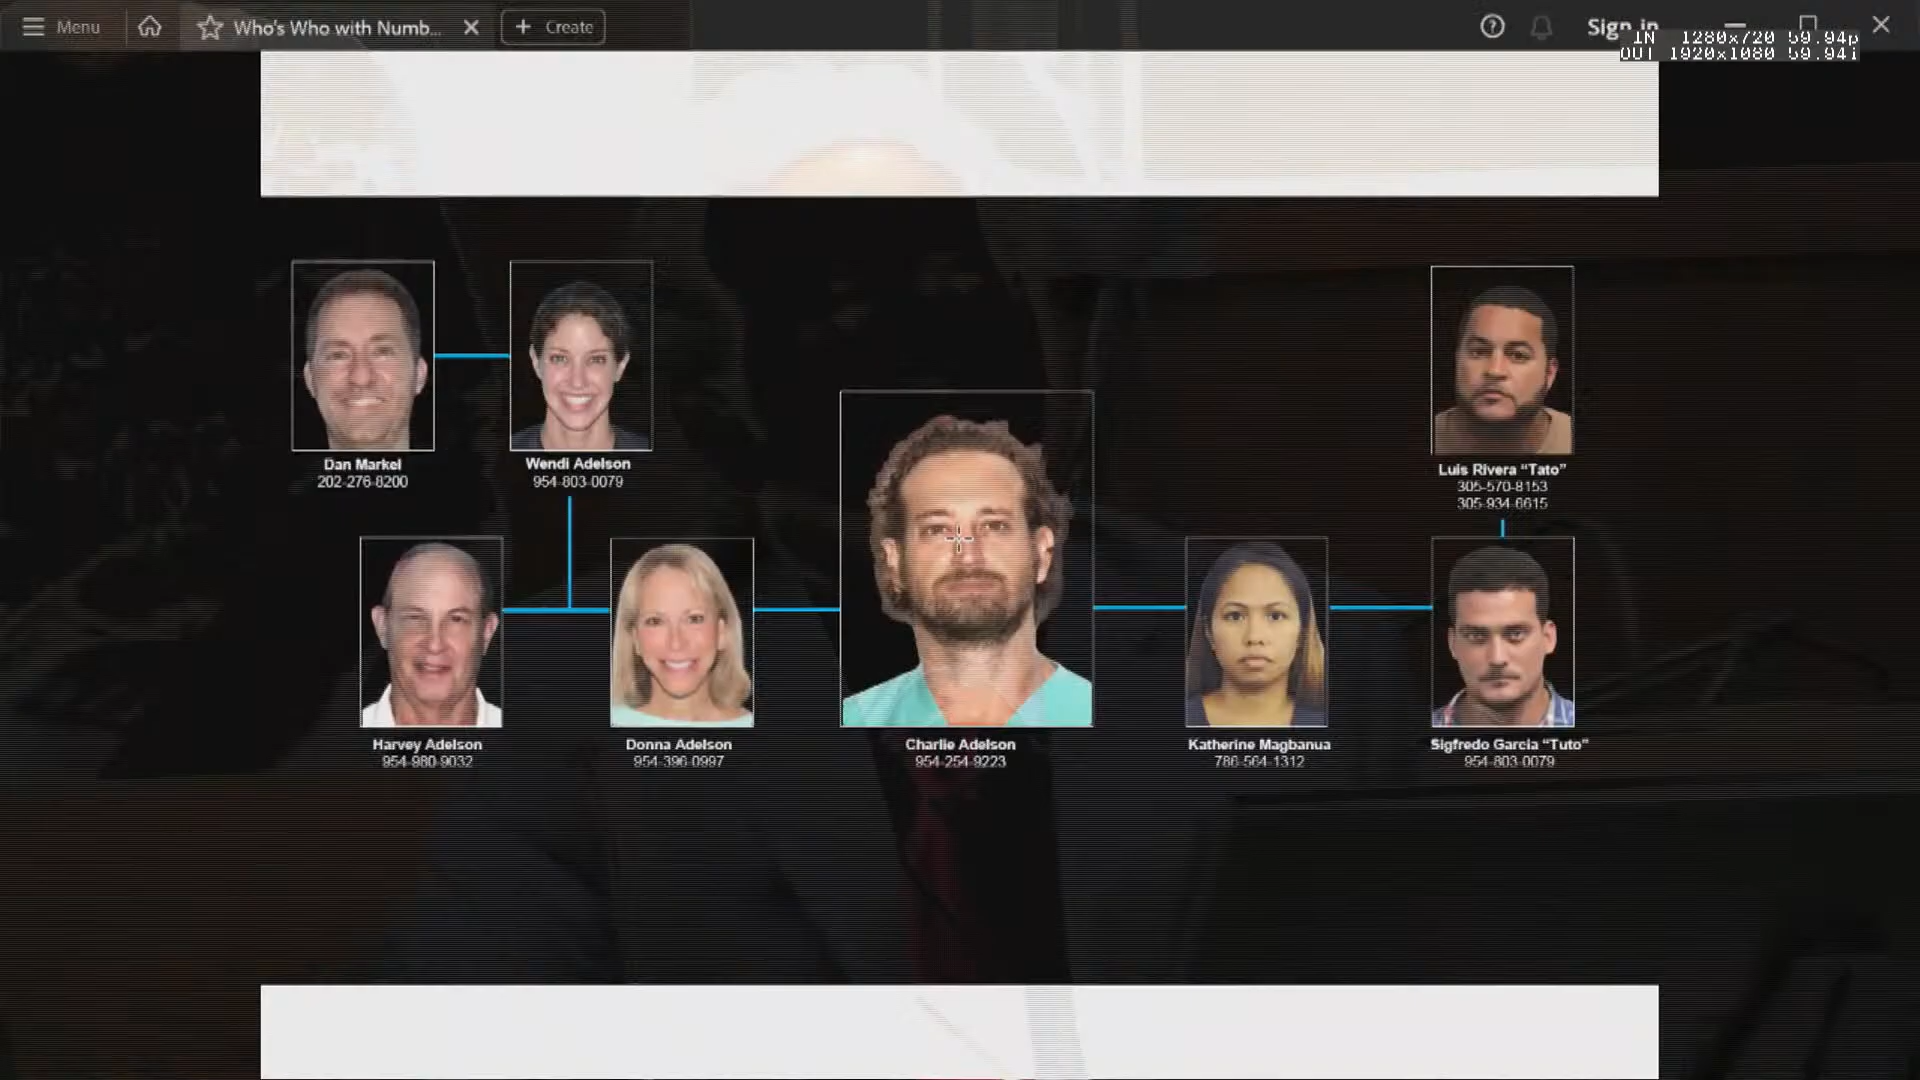 Menu
Who's Who with Numb...
Create
Sign in
IN 1280x720 59.94p
OUT 1920x1080 59.94i
Dan Markel
202-276-8200
Wendi Adelson
954-803-0079
Luis Rivera “Tato”
305-570-8153
305-934-6615
Harvey Adelson
954-980-9032
Donna Adelson
954-396-0997
Charlie Adelson
954-254-9223
Katherine Magbanua
786-564-1312
Sigfredo Garcia “Tuto”
954-803-0079